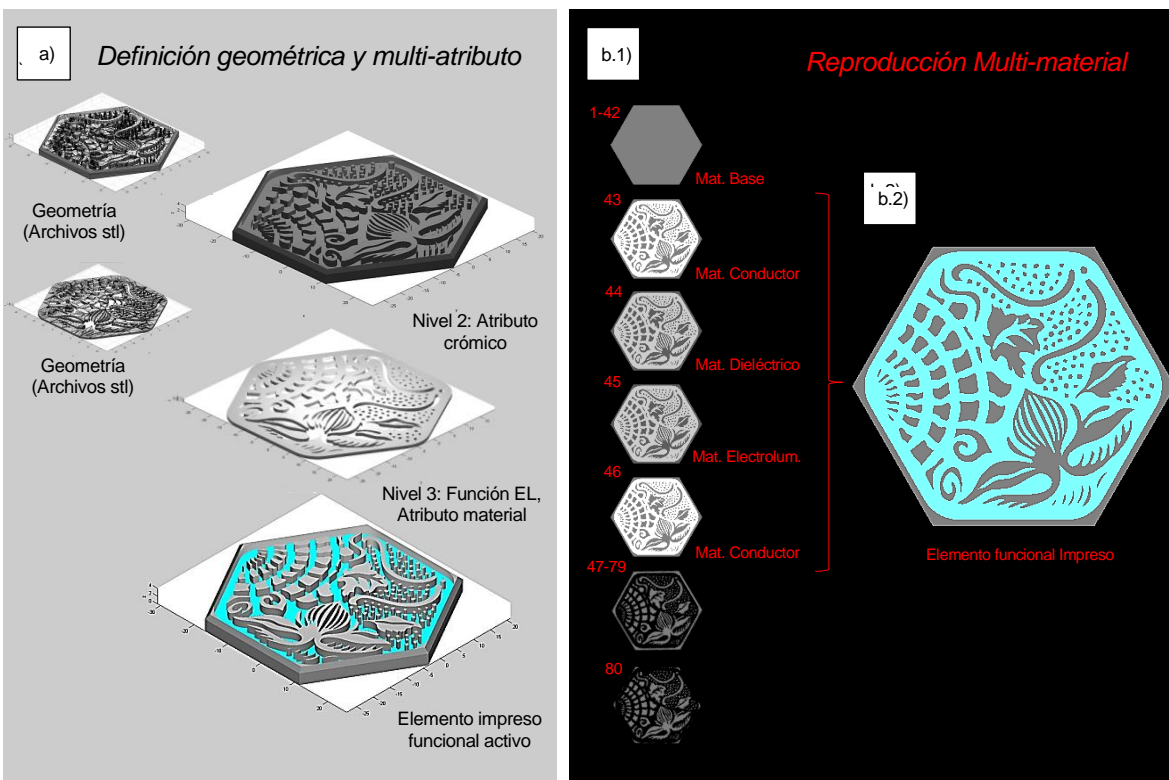 a)
Definición geométrica y multi-atributo
Geometría
(Archivos stl)
Nivel 2: Atributo
crómico
Geometría
(Archivos stl)
Nivel 3: Función EL,
Atributo material
Elemento impreso
funcional activo
b.1)
Reproducción Multi-material
1-42
Mat. Base
43
Mat. Conductor
44
Mat. Dieléctrico
45
Mat. Electrolum.
46
Mat. Conductor
47-79
80
b.2)
Elemento funcional Impreso